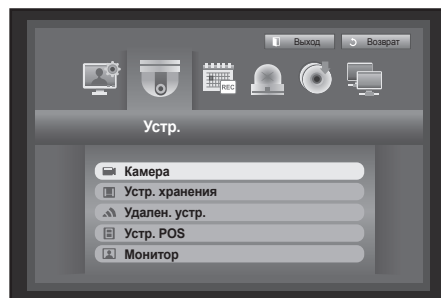 Выход Возврат
REC
Устр.
Камера
Устр. хранения
Удален. устр.
Устр. POS
Монитор